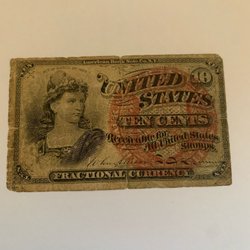 American Bank Note Co. N.Y.
10
UNITED
STATES
TEN CENTS
Receivable for
All United States
Stamps.
FRACTIONAL CURRENCY